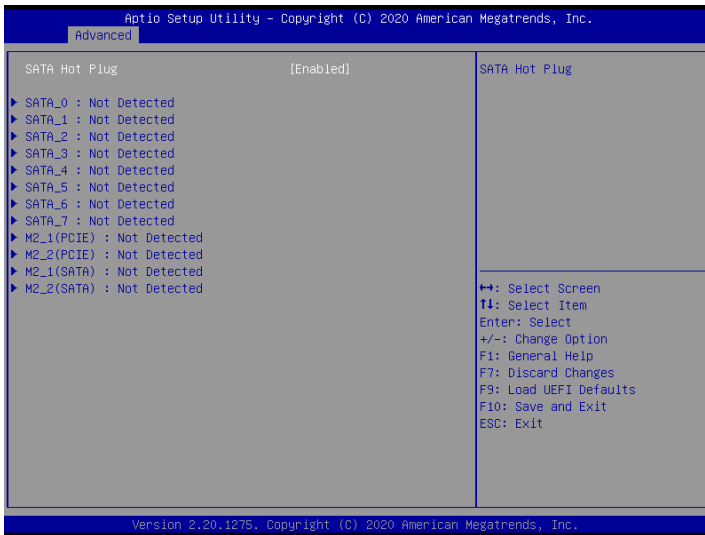 Aptio Setup Utility – Copyright (C) 2020 American Megatrends, Inc.
Advanced
SATA Hot Plug [Enabled]
SATA_0 : Not Detected
SATA_1 : Not Detected
SATA_2 : Not Detected
SATA_3 : Not Detected
SATA_4 : Not Detected
SATA_5 : Not Detected
SATA_6 : Not Detected
SATA_7 : Not Detected
M2_1(PCIE) : Not Detected
M2_2(PCIE) : Not Detected
M2_1(SATA) : Not Detected
M2_2(SATA) : Not Detected
SATA Hot Plug
↔: Select Screen
↑↓: Select Item
Enter: Select
+/-: Change Option
F1: General Help
F7: Discard Changes
F9: Load UEFI Defaults
F10: Save and Exit
ESC: Exit
Version 2.20.1275. Copyright (C) 2020 American Megatrends, Inc.